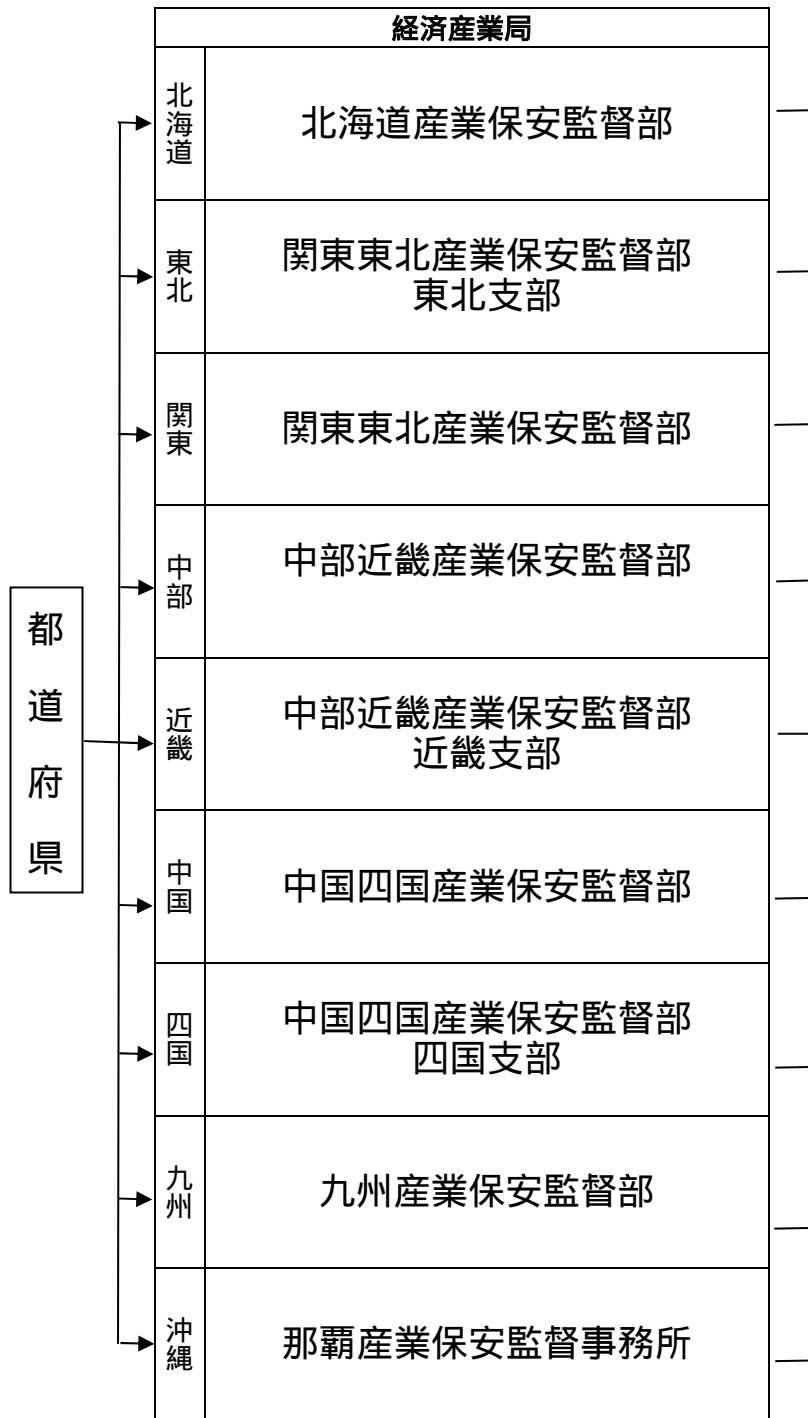 経済産業局
北海道
北海道産業保安監督部
東北
関東東北産業保安監督部
東北支部
関東
関東東北産業保安監督部
中部
中部近畿産業保安監督部
近畿
中部近畿産業保安監督部
近畿支部
中国
中国四国産業保安監督部
四国
中国四国産業保安監督部
四国支部
九州
九州産業保安監督部
沖縄
那覇産業保安監督事務所
都道府県